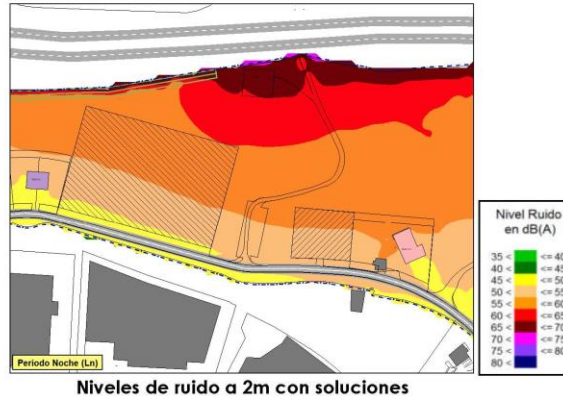 Periodo Noche (Ln)
Niveles de ruido a 2m con soluciones
Nivel Ruido
en dB(A)
35 < <= 40
40 < <= 45
45 < <= 50
50 < <= 55
55 < <= 60
60 < <= 65
65 < <= 70
70 < <= 75
75 < <= 80
80 <